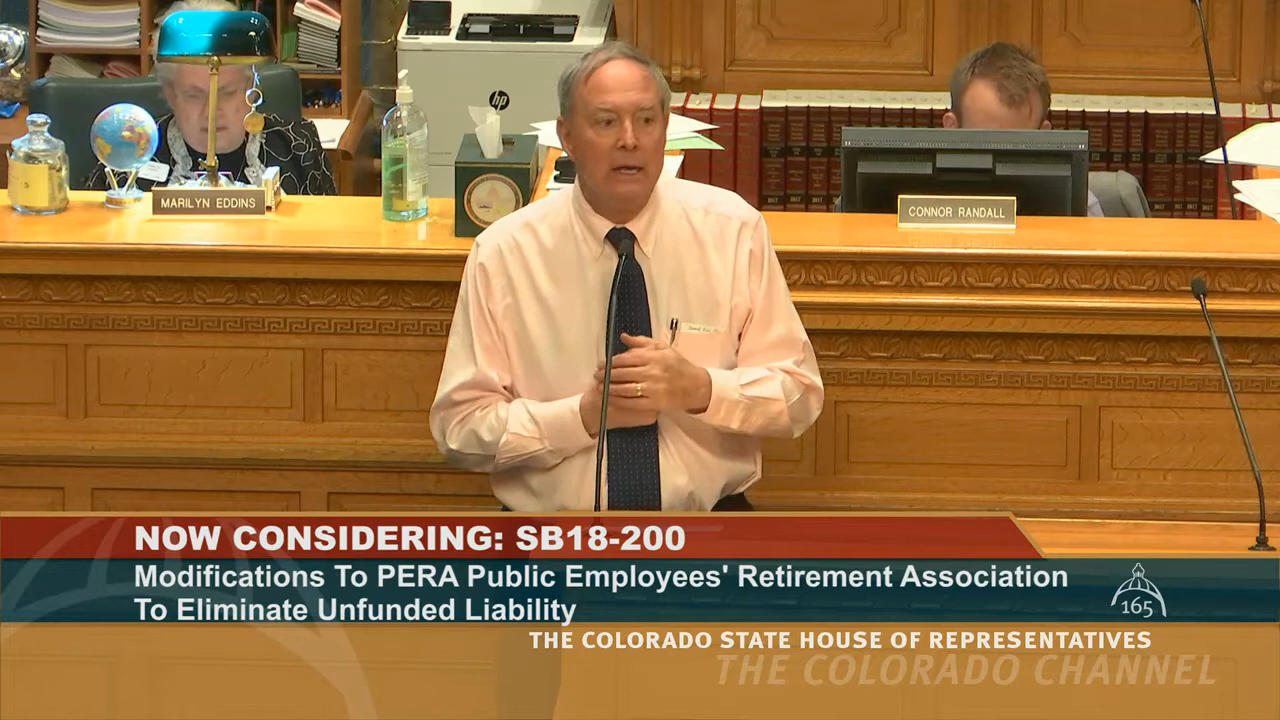 hp
MARILYN EDDINS
CONNOR RANDALL
NOW CONSIDERING: SB18-200
Modifications To PERA Public Employees' Retirement Association
To Eliminate Unfunded Liability
165
THE COLORADO STATE HOUSE OF REPRESENTATIVES
THE COLORADO CHANNEL